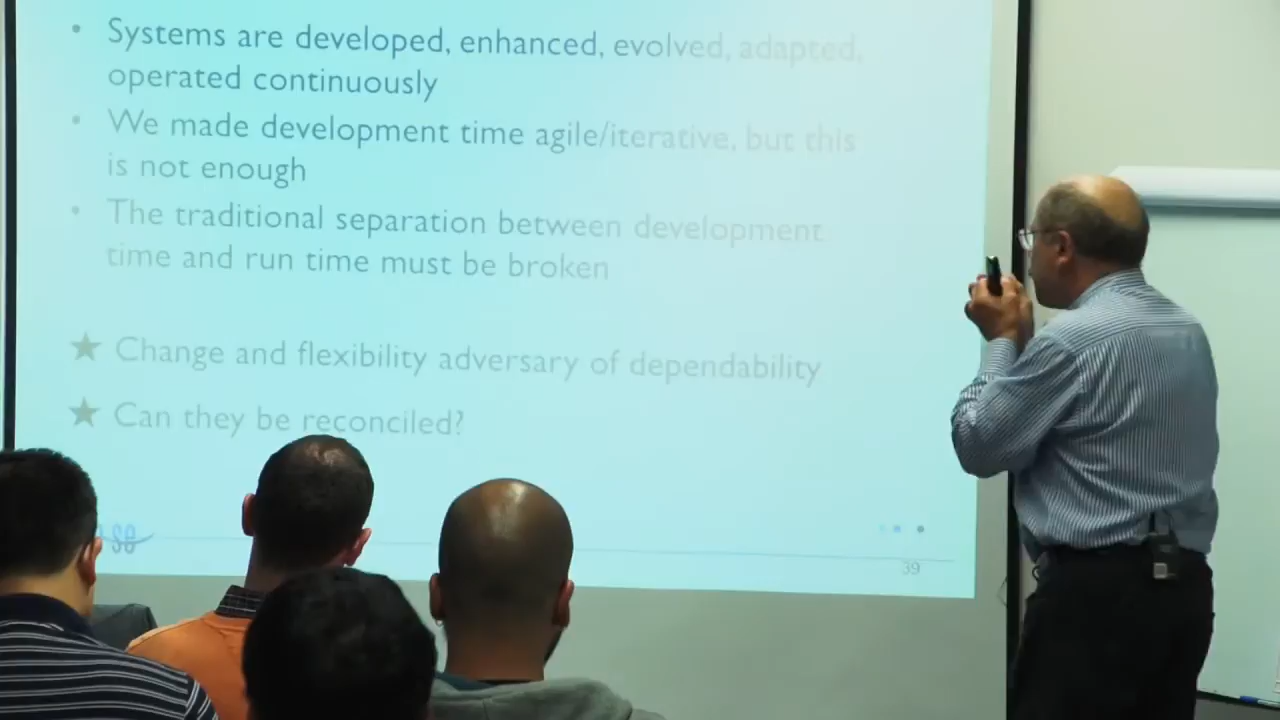 • Systems are developed, enhanced, evolved, adapted,
operated continuously
• We made development time agile/iterative, but this
is not enough
• The traditional separation between development
time and run time must be broken
★ Change and flexibility adversary of dependability
★ Can they be reconciled?
39